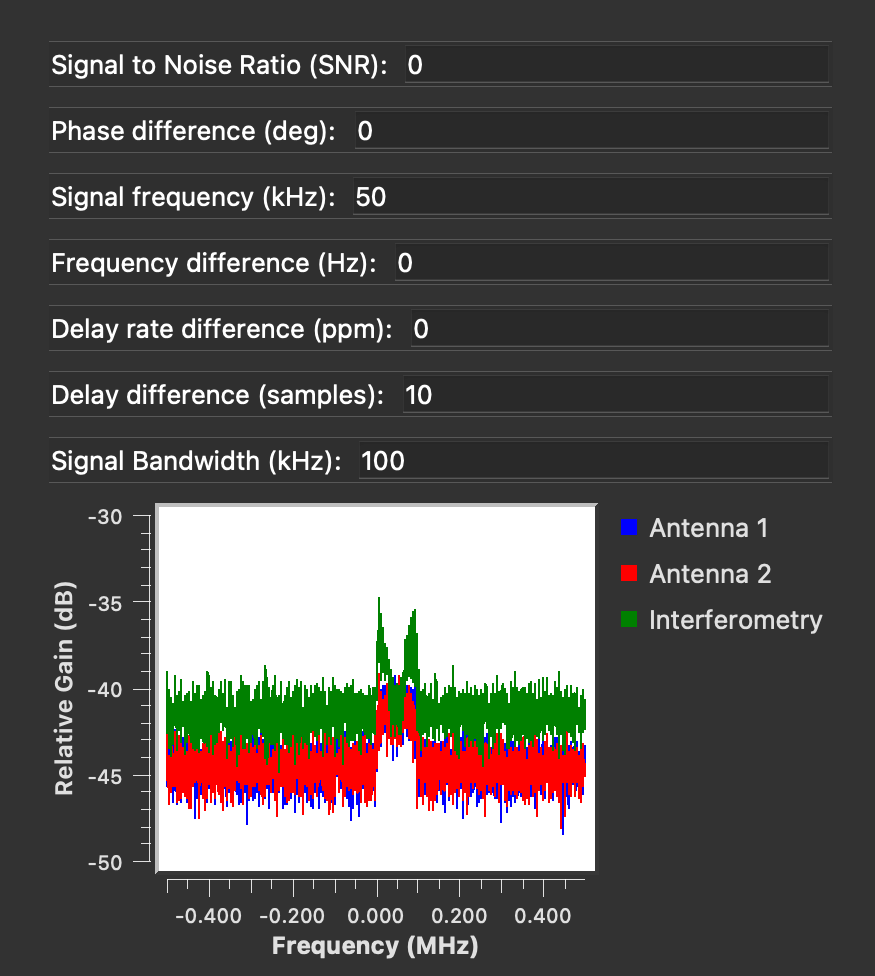 Signal to Noise Ratio (SNR): 0
Phase difference (deg): 0
Signal frequency (kHz): 50
Frequency difference (Hz): 0
Delay rate difference (ppm): 0
Delay difference (samples): 10
Signal Bandwidth (kHz): 100
Relative Gain (dB)
-30
-35
-40
-45
-50
Antenna 1
Antenna 2
Interferometry
-0.400 -0.200 0.000 0.200 0.400
Frequency (MHz)